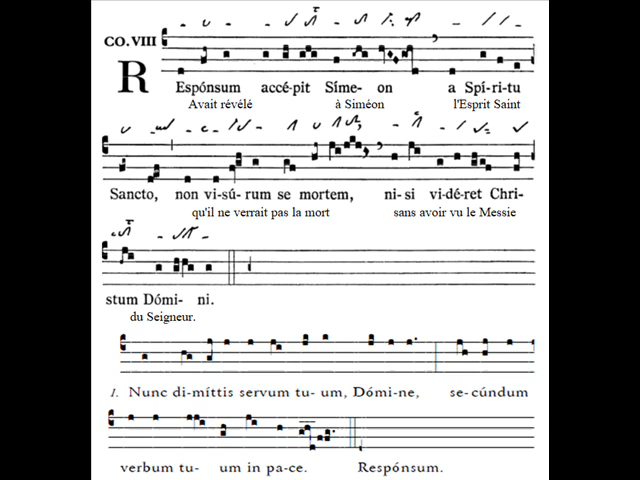 CO. VIII
R Espónsum accé-pit Síme- on a Spí-ri-tu
Avait révélé à Siméon l'Esprit Saint
Sancto, non vi-sú-rum se mortem, ni-si vi-dé-ret Chri-
qu'il ne verrait pas la mort sans avoir vu le Messie
stum Dómi- ni.
du Seigneur.
1. Nunc di-míttis servum tu- um, Dómi-ne, se-cúndum
verbum tu- um in pa-ce. Respónsum.